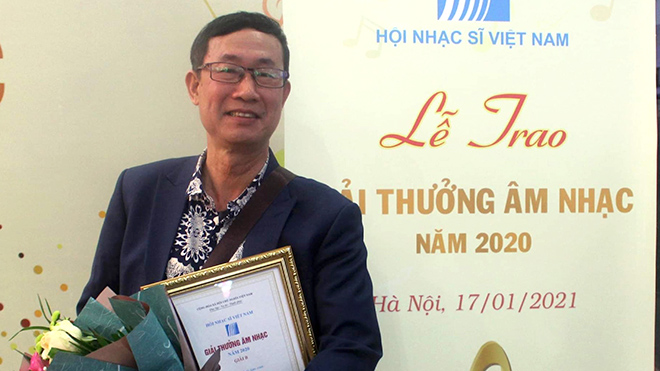 HỘI NHẠC SĨ VIỆT NAM
Lễ Trao
ẢI THƯỞNG ÂM NHẠC
NĂM 2020
Hà Nội, 17/01/2021
HỘI NHẠC SĨ VIỆT NAM
GIẢI THƯỞNG ÂM NHẠC
NĂM 2020
GIẢI B